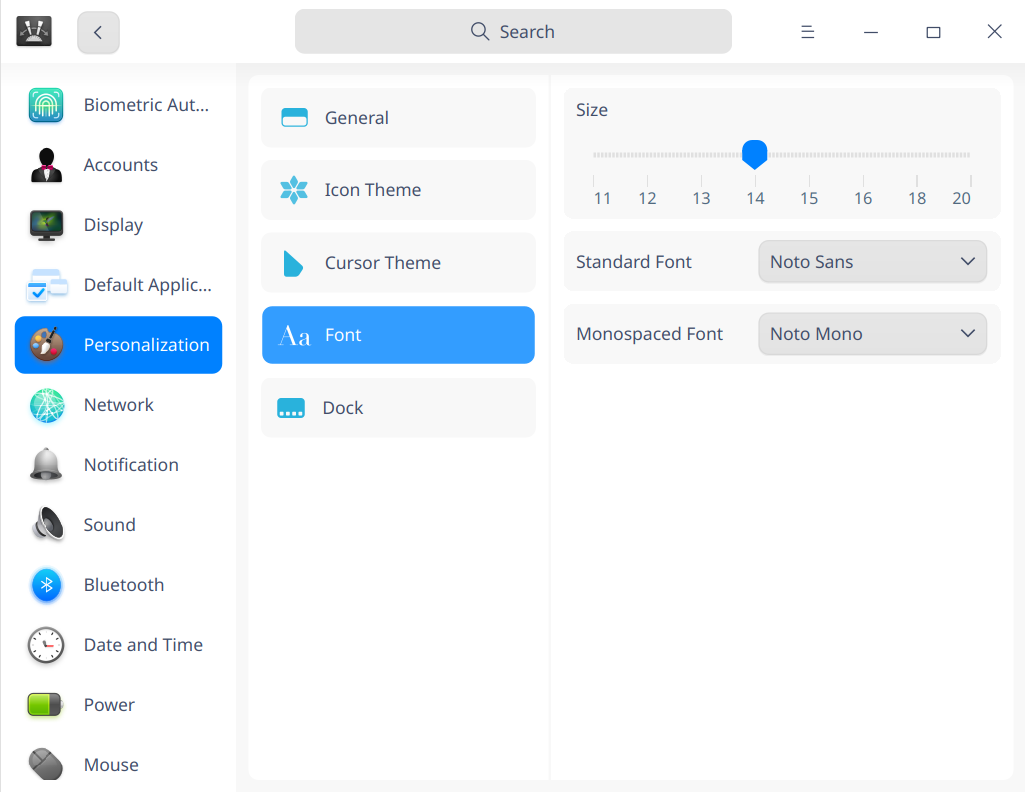 Search
Biometric Aut...
Accounts
Display
Default Applic...
Personalization
Network
Notification
Sound
Bluetooth
Date and Time
Power
Mouse
General
Icon Theme
Cursor Theme
Aa Font
Dock
Size
11 12 13 14 15 16 18 20
Standard Font Noto Sans
Monospaced Font Noto Mono